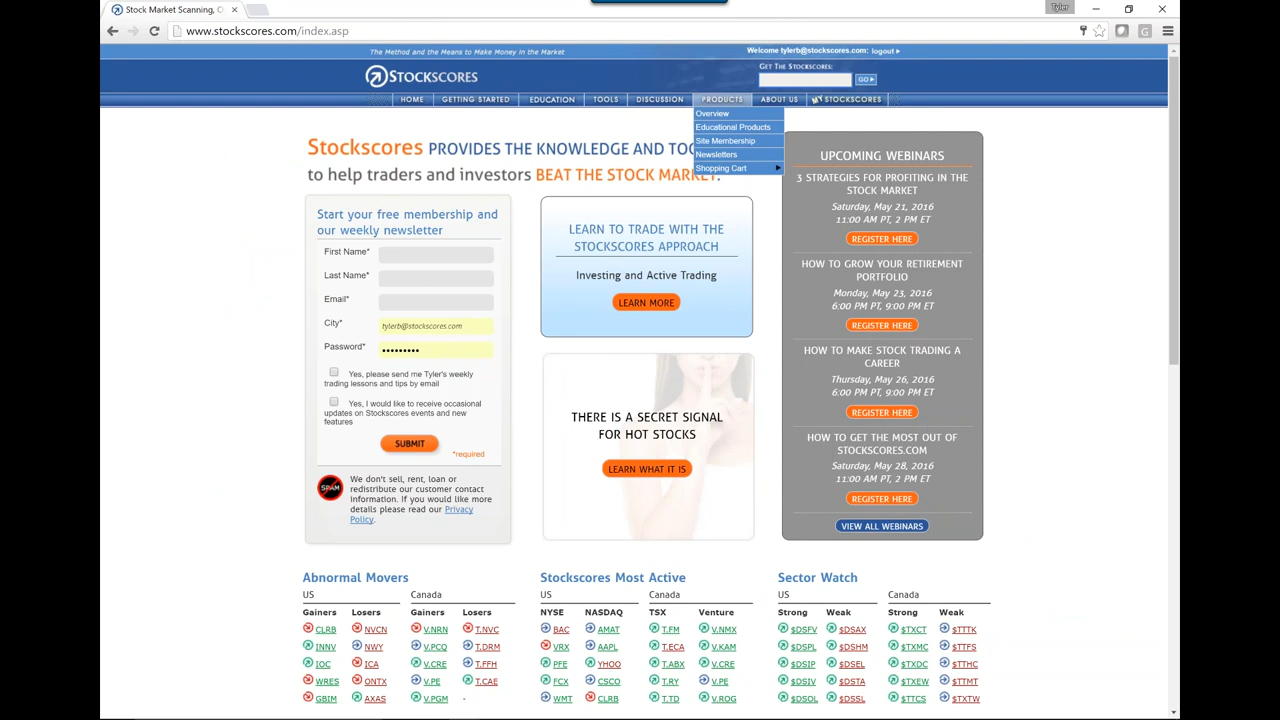 Stock Market Scanning, C
Tyler
www.stockscores.com/index.asp
The Method and the Means to Make Money in the Market
Welcome tylerb@stockscores.com: logout
STOCKSCORES
GET THE STOCKSCORES:
GO
HOME GETTING STARTED EDUCATION TOOLS DISCUSSION PRODUCTS ABOUT US MY STOCKSCORES
Overview
Educational Products
Site Membership
Newsletters
Shopping Cart
Stockscores PROVIDES THE KNOWLEDGE AND TOO
to help traders and investors BEAT THE STOCK MARKET.
Start your free membership and
our weekly newsletter
First Name*
Last Name*
Email*
City* tylerb@stockscores.com
Password* •••••••••
Yes, please send me Tyler's weekly
trading lessons and tips by email
Yes, I would like to receive occasional
updates on Stockscores events and new
features
SUBMIT
*required
SPAM
We don't sell, rent, loan or
redistribute our customer contact
information. If you would like more
details please read our Privacy
Policy.
LEARN TO TRADE WITH THE
STOCKSCORES APPROACH
Investing and Active Trading
LEARN MORE
THERE IS A SECRET SIGNAL
FOR HOT STOCKS
LEARN WHAT IT IS
UPCOMING WEBINARS
3 STRATEGIES FOR PROFITING IN THE
STOCK MARKET
Saturday, May 21, 2016
11:00 AM PT, 2 PM ET
REGISTER HERE
HOW TO GROW YOUR RETIREMENT
PORTFOLIO
Monday, May 23, 2016
6:00 PM PT, 9:00 PM ET
REGISTER HERE
HOW TO MAKE STOCK TRADING A
CAREER
Thursday, May 26, 2016
6:00 PM PT, 9:00 PM ET
REGISTER HERE
HOW TO GET THE MOST OUT OF
STOCKSCORES.COM
Saturday, May 28, 2016
11:00 AM PT, 2 PM ET
REGISTER HERE
VIEW ALL WEBINARS
Abnormal Movers
US Canada
Gainers Losers Gainers Losers
CLRB NVCN V.NRN T.NVC
INNV NWY V.PCQ T.DRM
IOC ICA V.CRE T.FFH
WRES ONTX V.PE T.CAE
GBIM AXAS V.PGM -
Stockscores Most Active
US Canada
NYSE NASDAQ TSX Venture
BAC AMAT T.FM V.NMX
VRX AAPL T.ECA V.KAM
PFE YHOO T.ABX V.CRE
FCX CSCO T.RY V.PE
WMT CLRB T.TD V.ROG
Sector Watch
US Canada
Strong Weak Strong Weak
$DSFV $DSAX $TXCT $TTTK
$DSPL $DSHM $TXMC $TTFS
$DSIP $DSEL $TXDC $TTHC
$DSIV $DSTA $TXEW $TTMT
$DSOL $DSSL $TTCS $TXTW